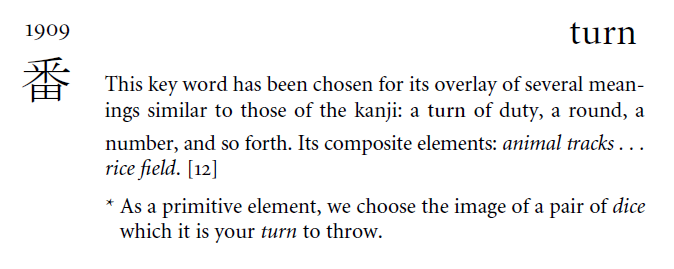 1909 turn
番
This key word has been chosen for its overlay of several mean-
ings similar to those of the kanji: a turn of duty, a round, a
number, and so forth. Its composite elements: animal tracks . . .
rice field. [12]
* As a primitive element, we choose the image of a pair of dice
which it is your turn to throw.